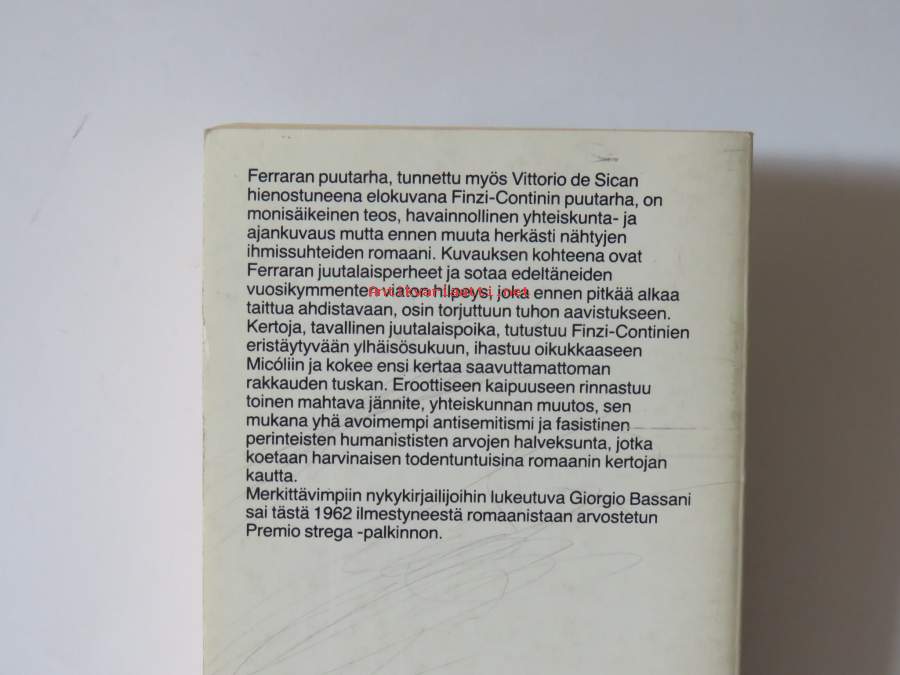 Ferraran puutarha, tunnettu myös Vittorio de Sican
hienostuneena elokuvana Finzi-Continin puutarha, on
monisäikeinen teos, havainnollinen yhteiskunta- ja
ajankuvaus mutta ennen muuta herkästi nähtyjen
ihmissuhteiden romaani. Kuvauksen kohteena ovat
Ferraran juutalaisperheet ja sotaa edeltäneiden
vuosikymmenten viaton hilpeys, joka ennen pitkää alkaa
taittua ahdistavaan, osin torjuttuun tuhon aavistukseen.
Kertoja, tavallinen juutalaispoika, tutustuu Finzi-Continien
eristäytyvään ylhäisösukuun, ihastuu oikukkaaseen
Micóliin ja kokee ensi kertaa saavuttamattoman
rakkauden tuskan. Eroottiseen kaipuuseen rinnastuu
toinen mahtava jännite, yhteiskunnan muutos, sen
mukana yhä avoimempi antisemitismi ja fasistinen
perinteisten humanististen arvojen halveksunta, jotka
koetaan harvinaisen todentuntuisina romaanin kertojan
kautta.
Merkittävimpiin nykykirjailijoihin lukeutuva Giorgio Bassani
sai tästä 1962 ilmestyneestä romaanistaan arvostetun
Premio strega -palkinnon.